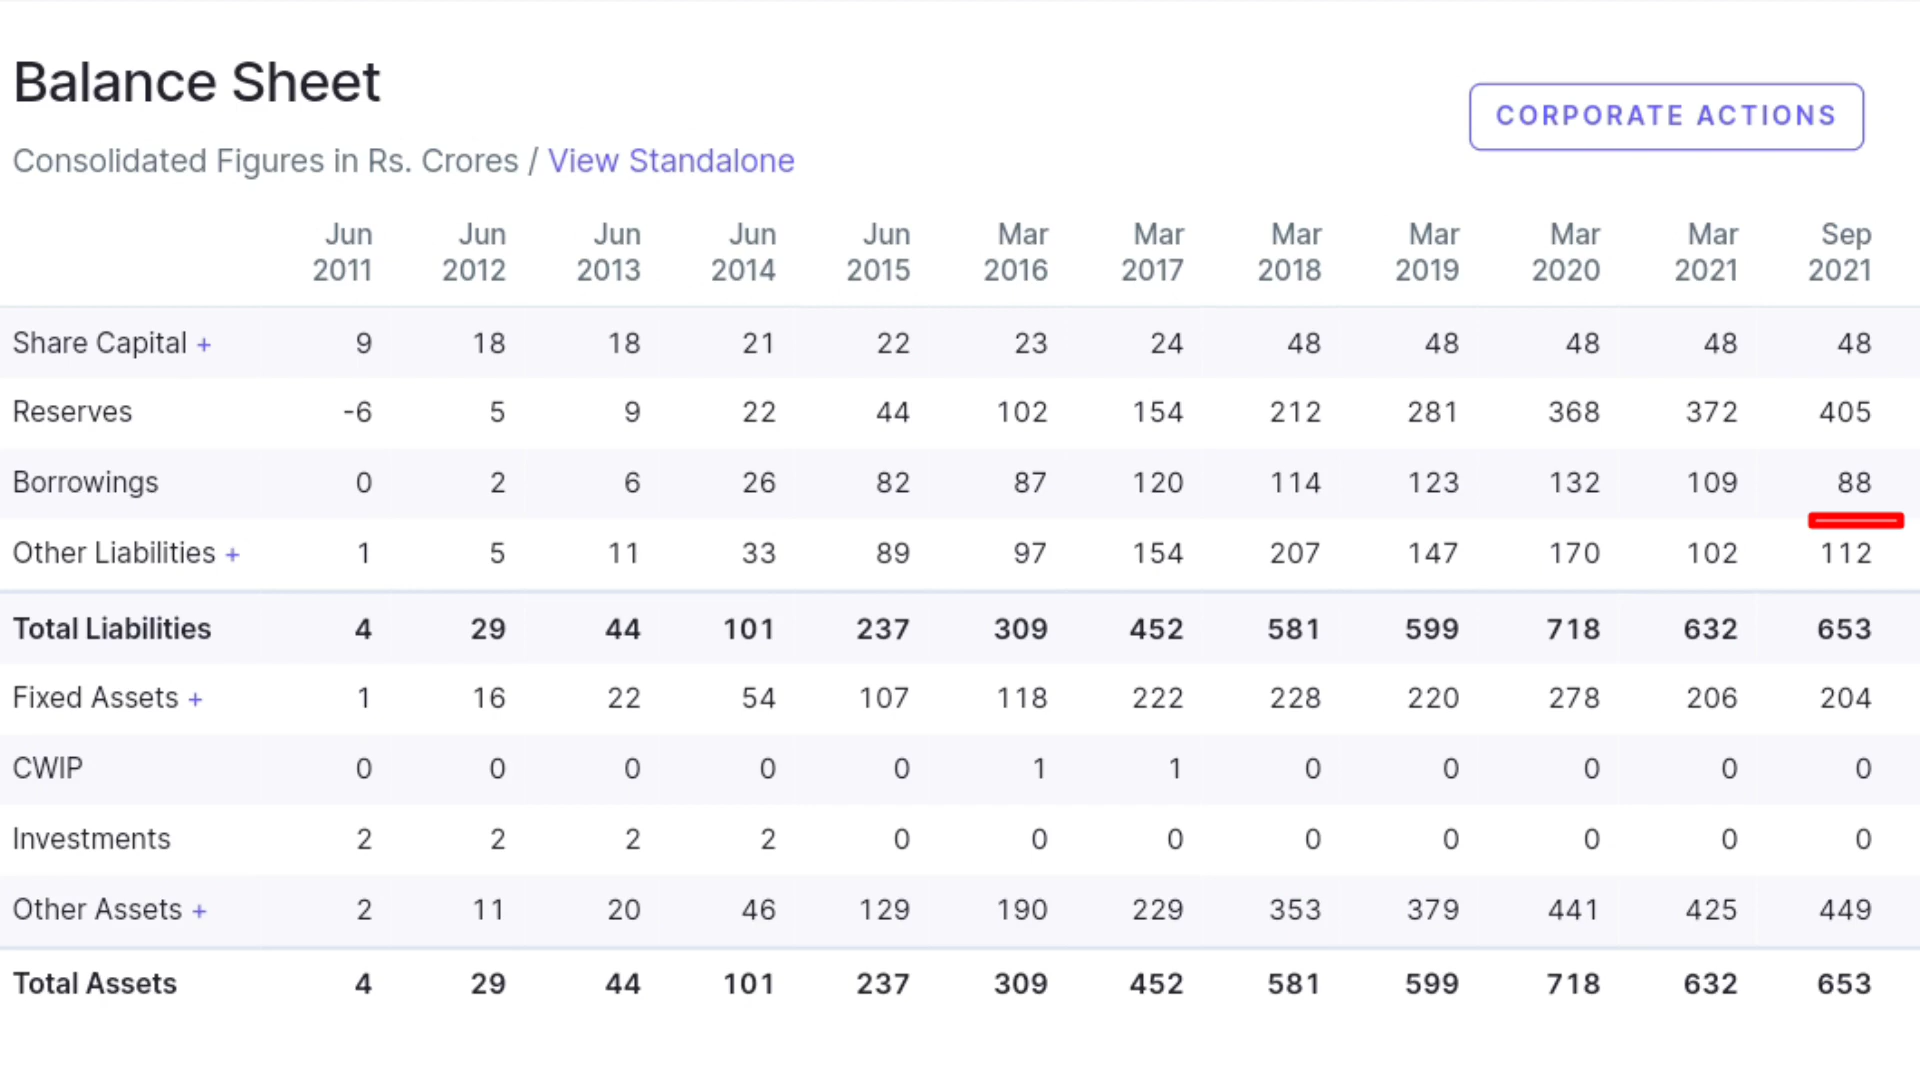 Balance Sheet
CORPORATE ACTIONS
Consolidated Figures in Rs. Crores / View Standalone
Jun 2011 Jun 2012 Jun 2013 Jun 2014 Jun 2015 Mar 2016 Mar 2017 Mar 2018 Mar 2019 Mar 2020 Mar 2021 Sep 2021
Share Capital + 9 18 18 21 22 23 24 48 48 48 48 48
Reserves -6 5 9 22 44 102 154 212 281 368 372 405
Borrowings 0 2 6 26 82 87 120 114 123 132 109 88
Other Liabilities + 1 5 11 33 89 97 154 207 147 170 102 112
Total Liabilities 4 29 44 101 237 309 452 581 599 718 632 653
Fixed Assets + 1 16 22 54 107 118 222 228 220 278 206 204
CWIP 0 0 0 0 0 1 1 0 0 0 0 0
Investments 2 2 2 2 0 0 0 0 0 0 0 0
Other Assets + 2 11 20 46 129 190 229 353 379 441 425 449
Total Assets 4 29 44 101 237 309 452 581 599 718 632 653